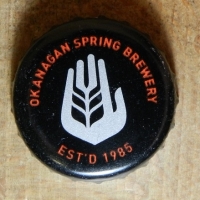 OKANAGAN SPRING BREWERY
EST'D 1985